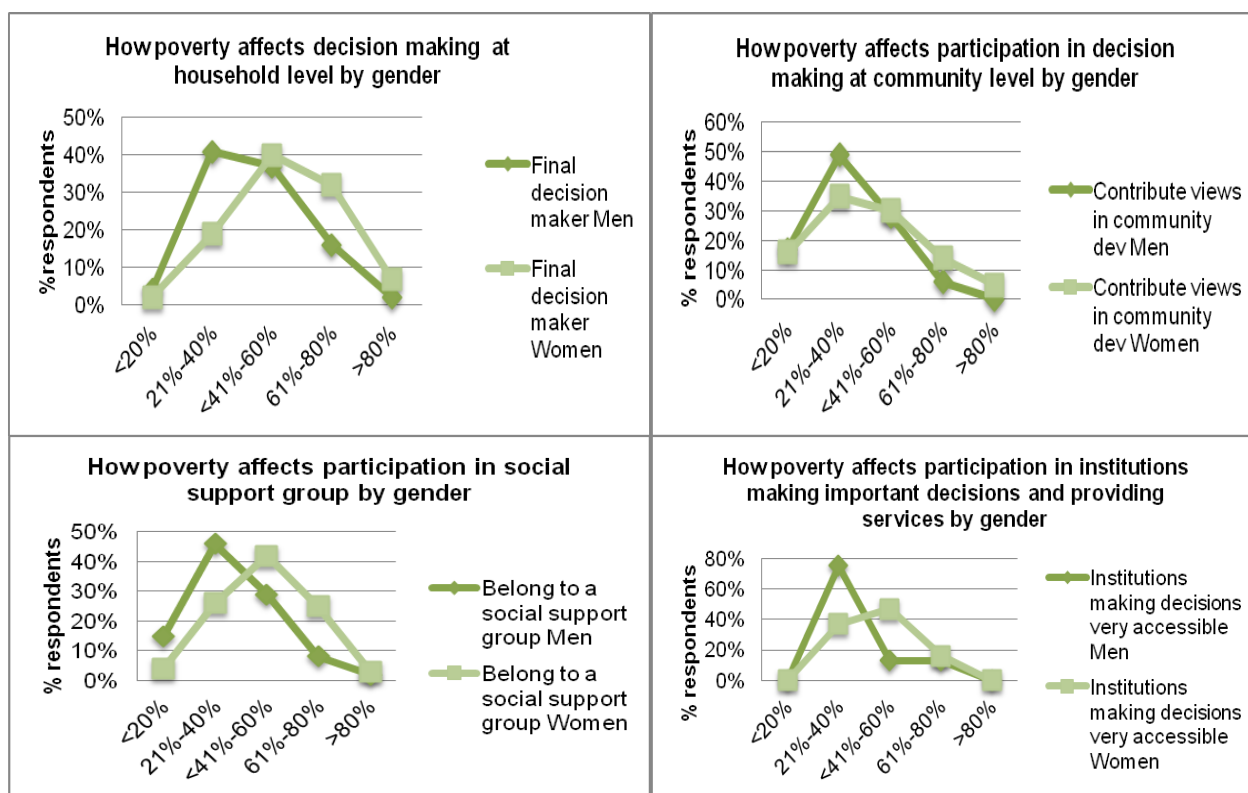 How poverty affects decision making at
household level by gender
50%
40%
30%
20%
10%
0%
% respondents
<20%
21%-40%
<41%-60%
61%-80%
>80%
Final
decision
maker Men
Final
decision
maker
Women
How poverty affects participation in decision
making at community level by gender
60%
50%
40%
30%
20%
10%
0%
% respondents
<20%
21%-40%
<41%-60%
61%-80%
>80%
Contribute views
in community
dev Men
Contribute views
in community
dev Women
How poverty affects participation in social
support group by gender
50%
40%
30%
20%
10%
0%
% respondents
<20%
21%-40%
<41%-60%
61%-80%
>80%
Belong to a
social support
group Men
Belong to a
social support
group Women
How poverty affects participation in institutions
making important decisions and providing
services by gender
80%
60%
40%
20%
0%
% respondents
<20%
21%-40%
<41%-60%
61%-80%
>80%
Institutions
making decisions
very accessible
Men
Institutions
making decisions
very accessible
Women